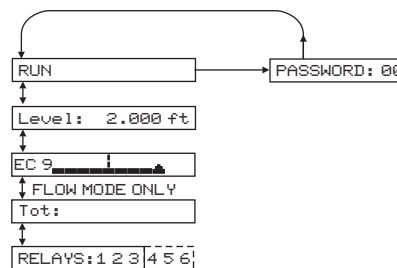 RUN
PASSWORD: 00
Level: 2.000 ft
EC 9
FLOW MODE ONLY
Tot:
RELAYS:1 2 3 4 5 6